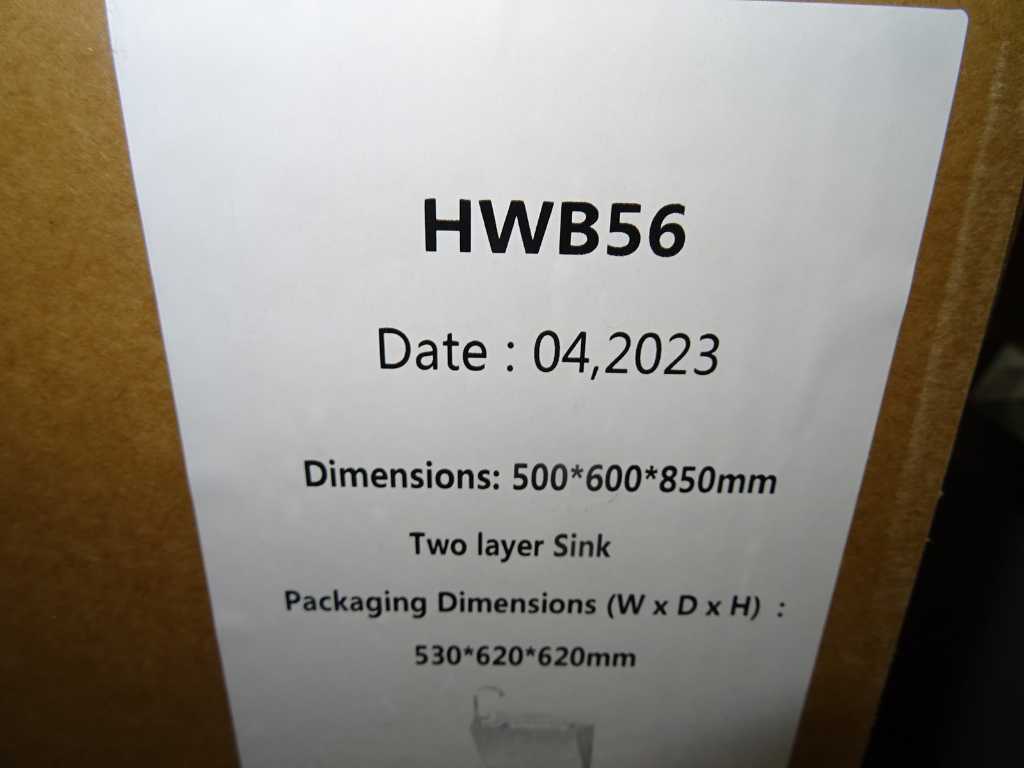 HWB56
Date : 04,2023
Dimensions: 500*600*850mm
Two layer Sink
Packaging Dimensions (W x D x H) :
530*620*620mm